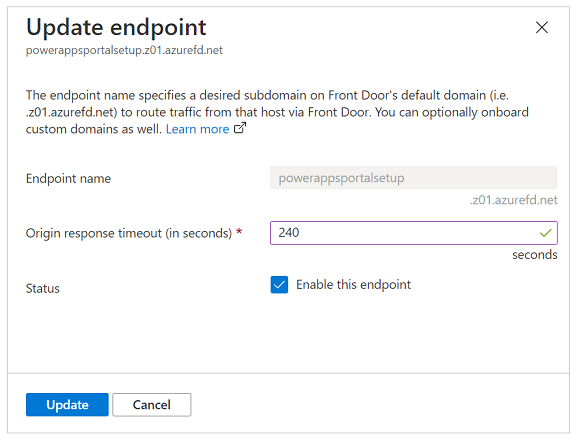 Update endpoint
powerappsportalsetup.z01.azurefd.net
The endpoint name specifies a desired subdomain on Front Door's default domain (i.e.
.z01.azurefd.net) to route traffic from that host via Front Door. You can optionally onboard
custom domains as well. Learn more
Endpoint name
powerappsportalsetup
.z01.azurefd.net
Origin response timeout (in seconds) *
240
seconds
Status
Enable this endpoint
Update
Cancel